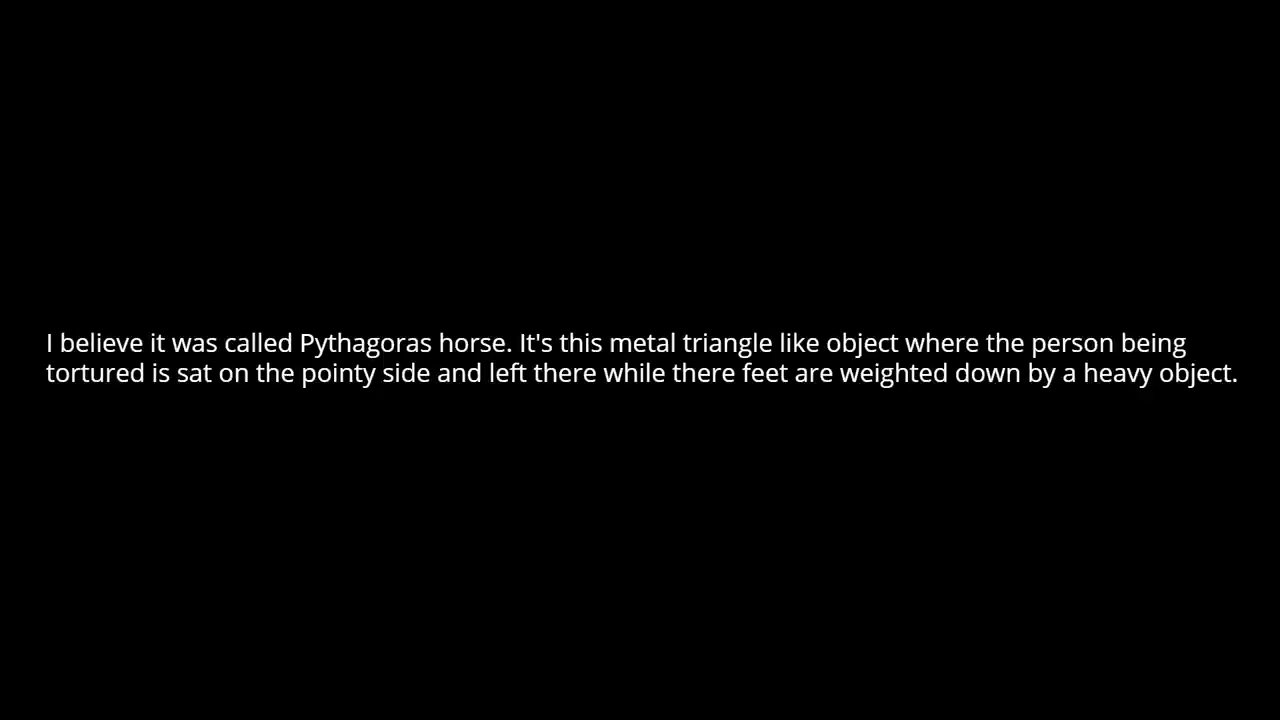 I believe it was called Pythagoras horse. It's this metal triangle like object where the person being
tortured is sat on the pointy side and left there while there feet are weighted down by a heavy object.